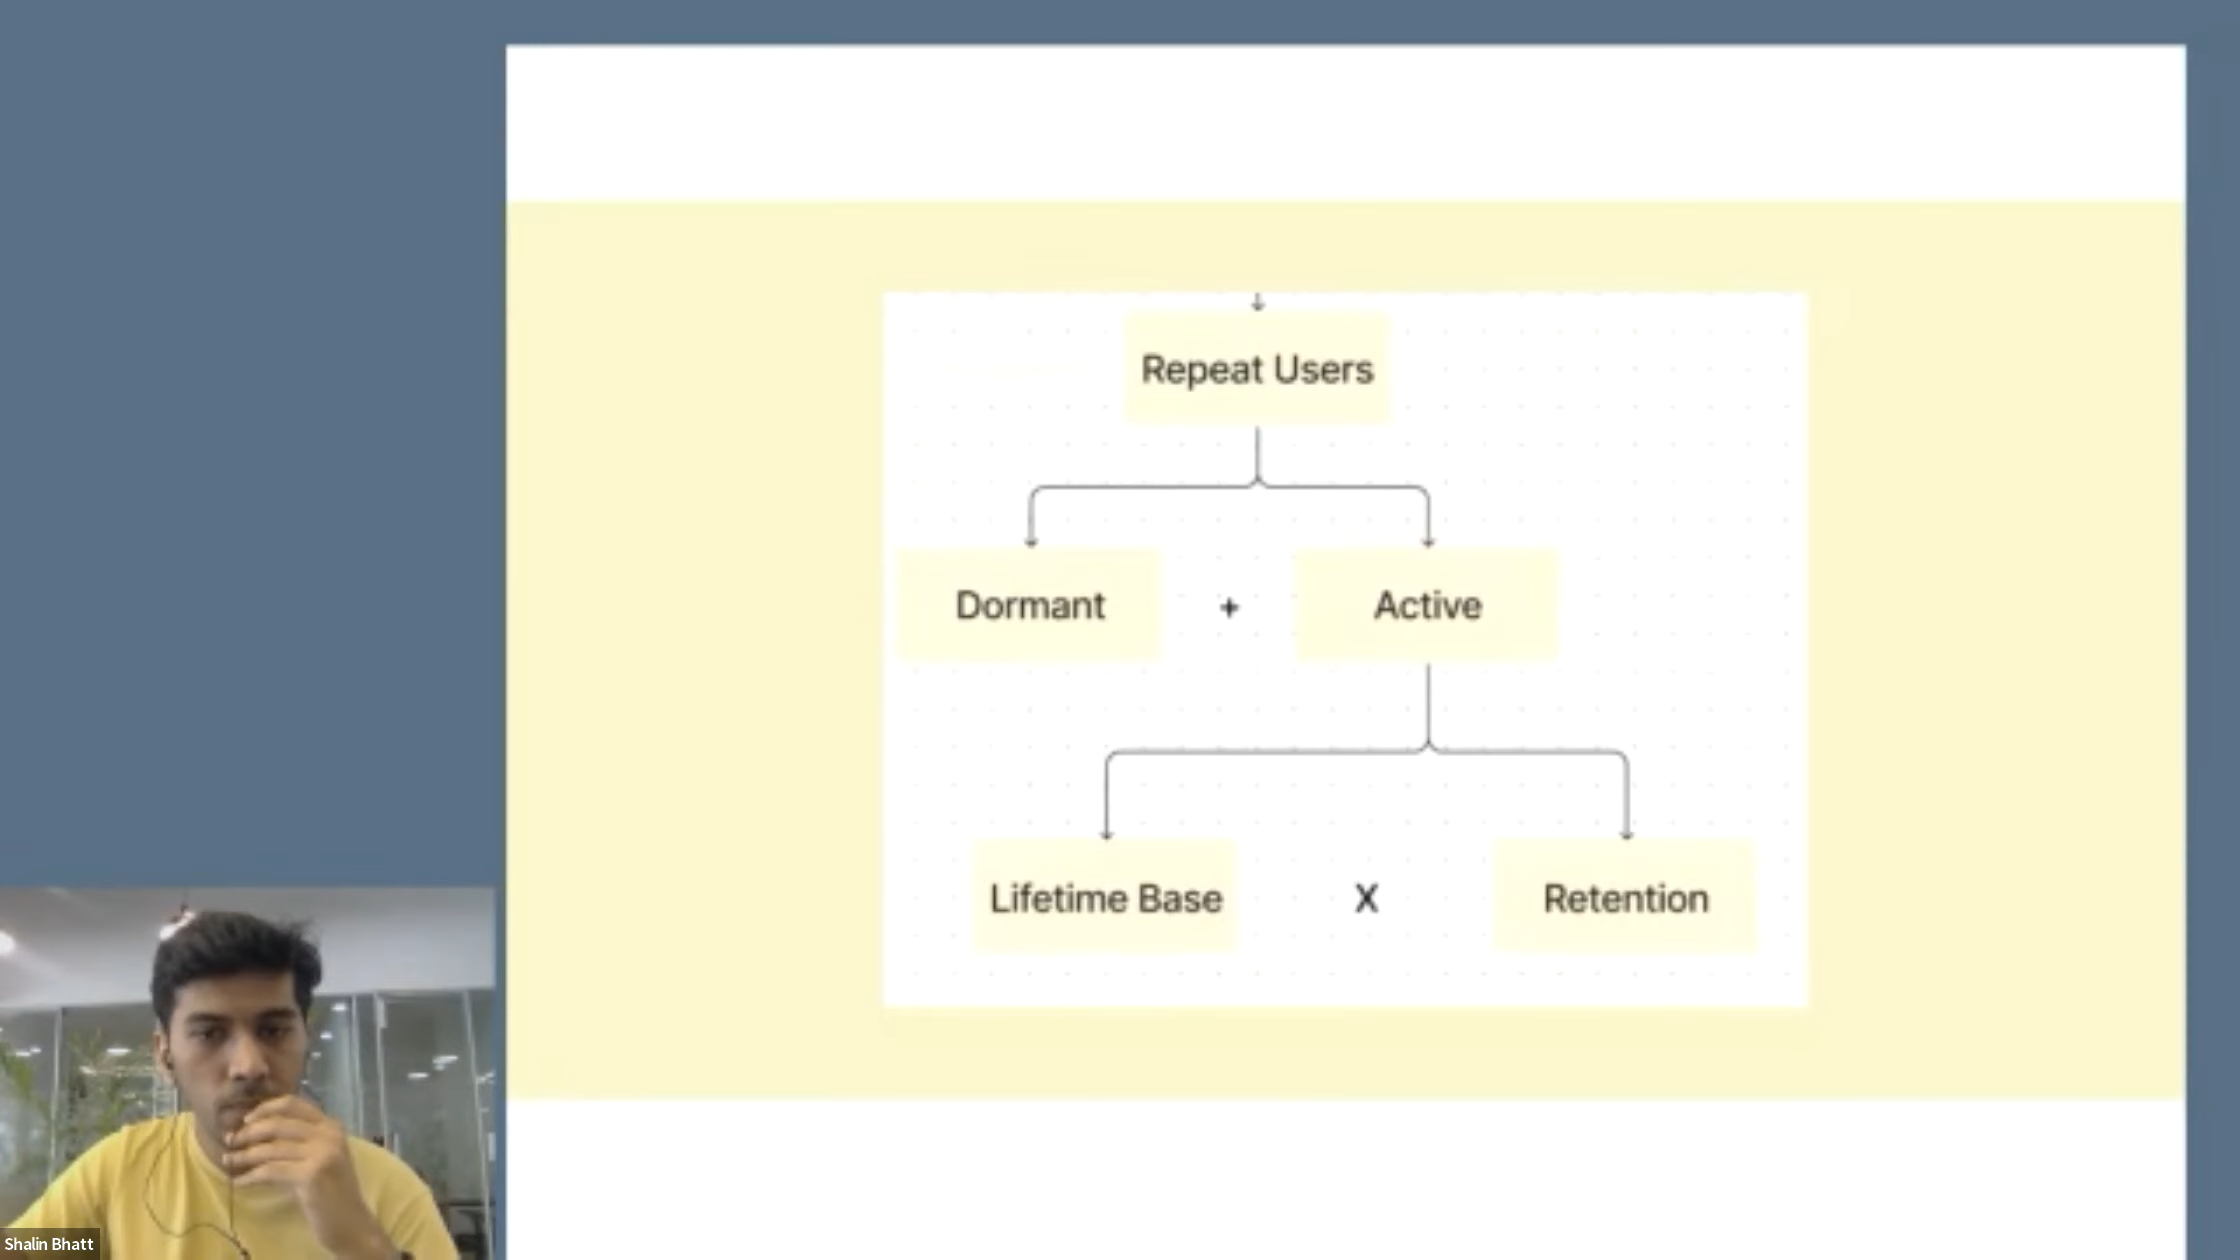 Repeat Users
Dormant + Active
Lifetime Base X Retention
Shalin Bhatt